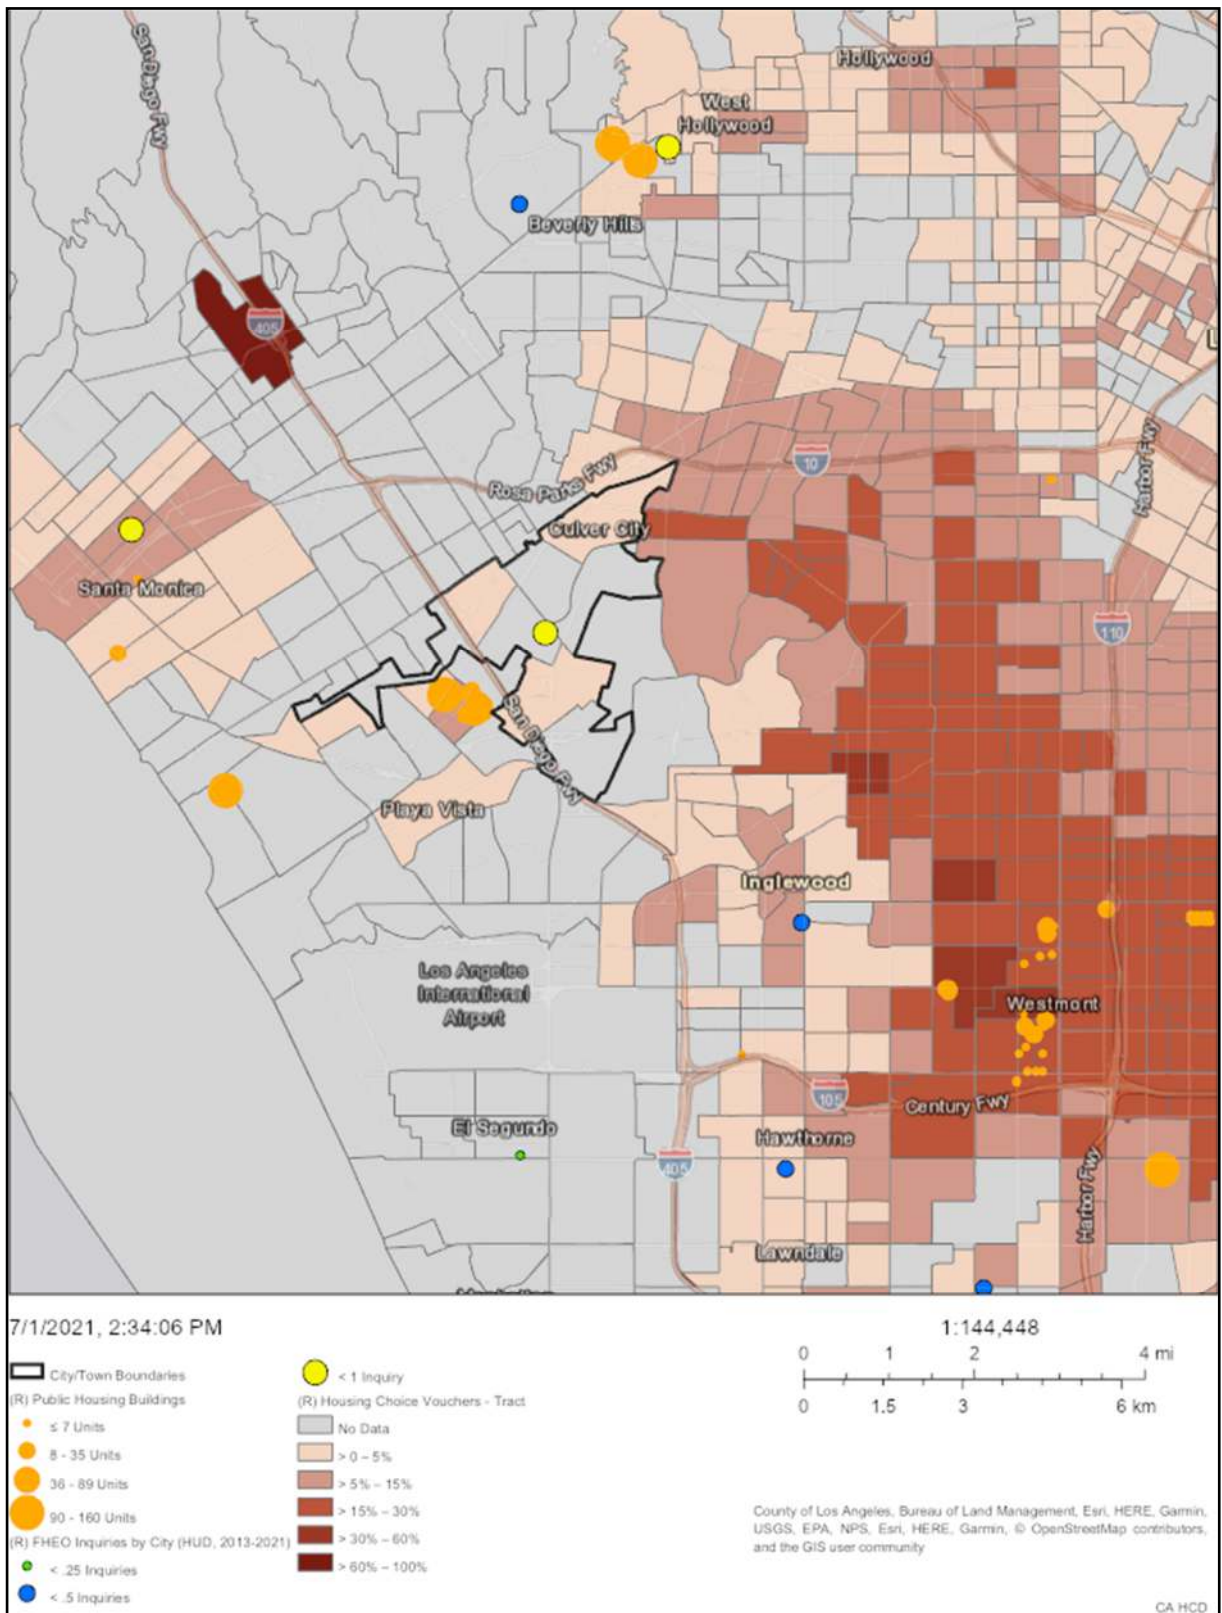 San Diego Fwy
Hollywood
West
Hollywood
Beverly Hills
405
L
10
Rosa Parks Fwy
Harbor Fwy
Culver City
Santa Monica
110
San Diego Fwy
Playa Vista
Inglewood
Los Angeles
International
Airport
Westmont
105
Century Fwy
El Segundo
Hawthorne
405
Harbor Fwy
Lawndale
7/1/2021, 2:34:06 PM
1:144,448
0 1 2 4 mi
0 1.5 3 6 km
City/Town Boundaries
(R) Public Housing Buildings
≤ 7 Units
8 - 35 Units
36 - 89 Units
90 - 160 Units
(R) FHEO Inquiries by City (HUD, 2013-2021)
< .25 Inquiries
< .5 Inquiries
< 1 Inquiry
(R) Housing Choice Vouchers - Tract
No Data
> 0 – 5%
> 5% – 15%
> 15% – 30%
> 30% – 60%
> 60% – 100%
County of Los Angeles, Bureau of Land Management, Esri, HERE, Garmin,
USGS, EPA, NPS, Esri, HERE, Garmin, © OpenStreetMap contributors,
and the GIS user community
CA HCD